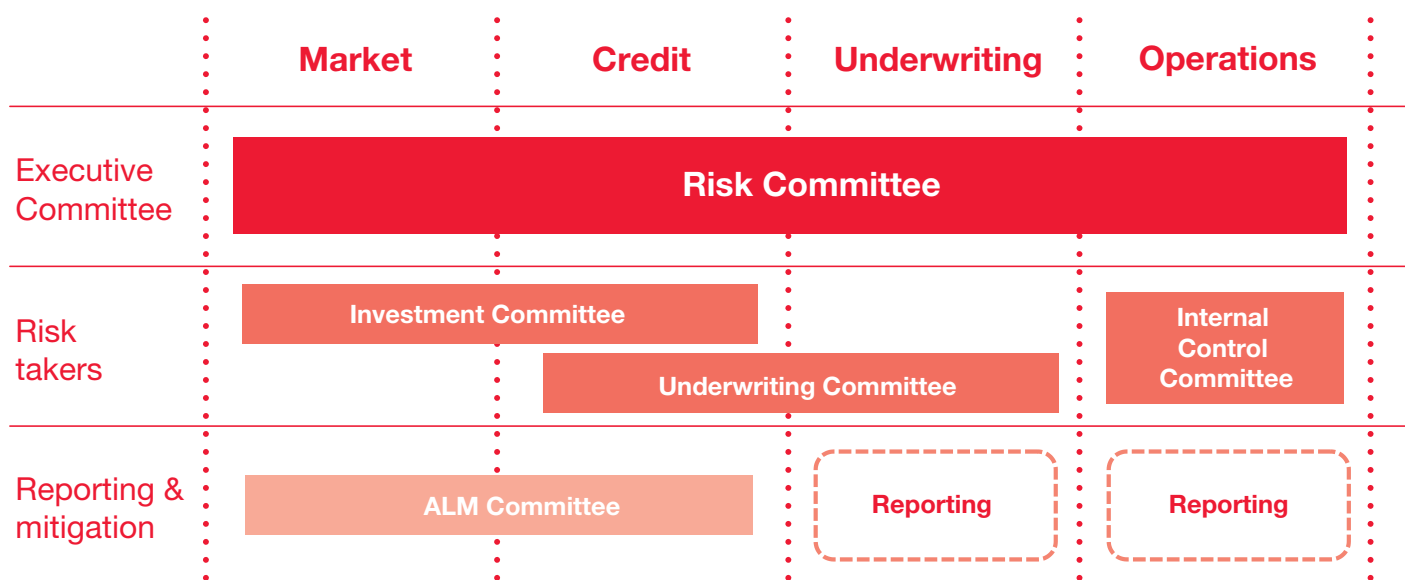 Market
Credit
Underwriting
Operations
Executive
Committee
Risk Committee
Risk
takers
Investment Committee
Underwriting Committee
Internal
Control
Committee
Reporting &
mitigation
ALM Committee
Reporting
Reporting